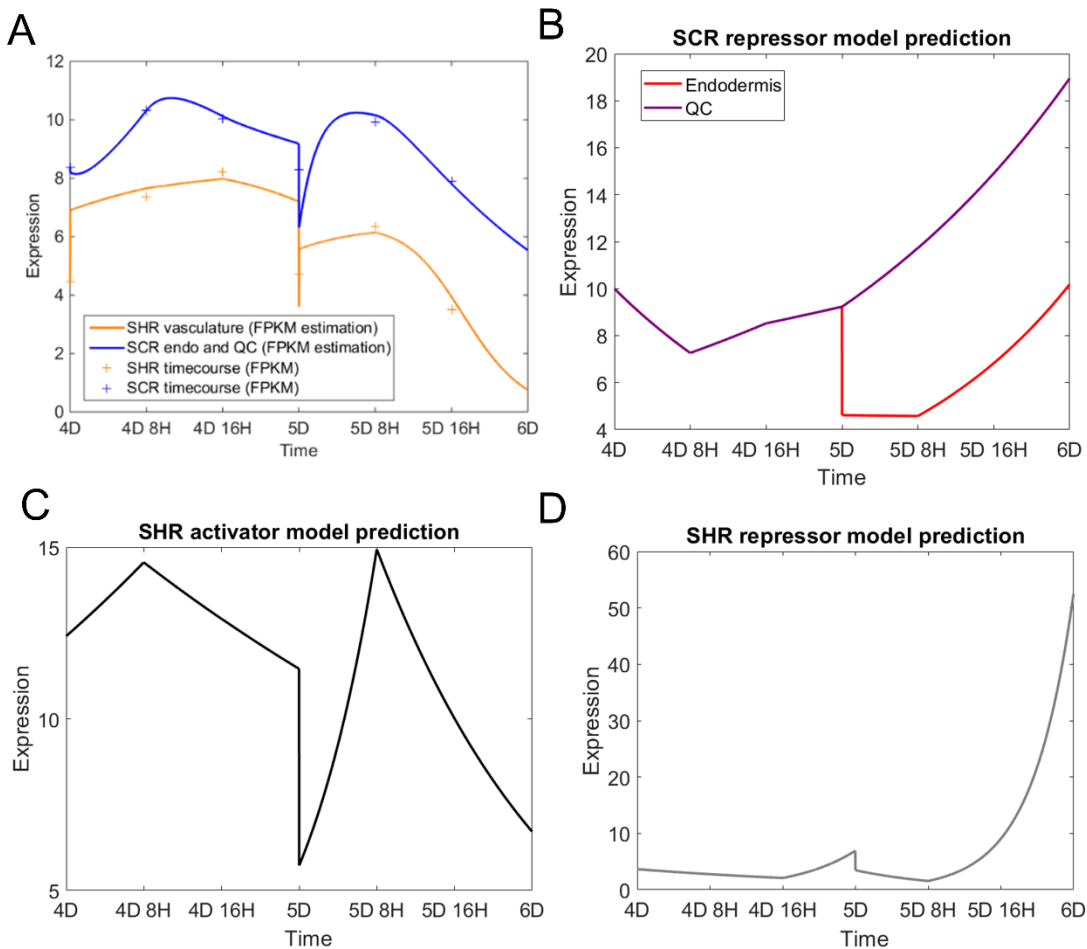 A
12
10
8
6
4
2
0
Expression
SHR vasculature (FPKM estimation)
SCR endo and QC (FPKM estimation)
SHR timecourse (FPKM)
SCR timecourse (FPKM)
4D 4D 8H 4D 16H 5D 5D 8H 5D 16H 6D
Time
B
SCR repressor model prediction
20
18
16
14
12
10
8
6
4
Expression
Endodermis
QC
4D 4D 8H 4D 16H 5D 5D 8H 5D 16H 6D
Time
C
SHR activator model prediction
15
10
5
Expression
4D 4D 8H 4D 16H 5D 5D 8H 5D 16H 6D
Time
D
SHR repressor model prediction
60
50
40
30
20
10
0
Expression
4D 4D 8H 4D 16H 5D 5D 8H 5D 16H 6D
Time